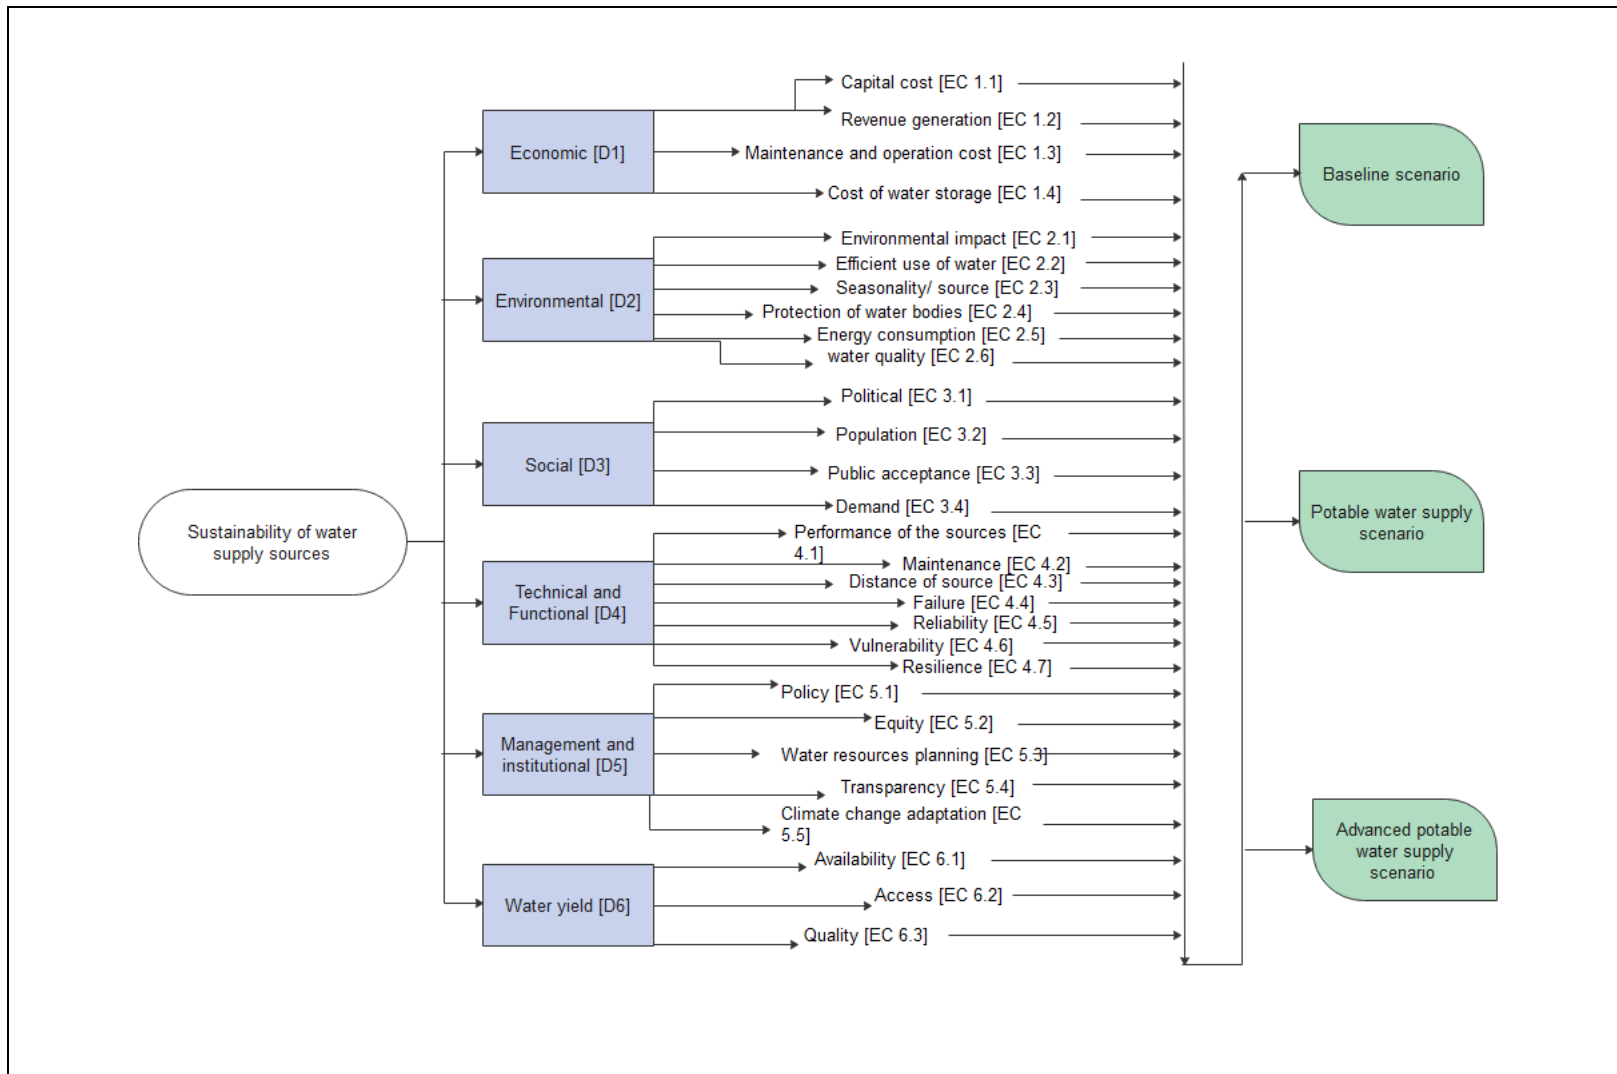 Sustainability of water
supply sources
Economic [D1]
Capital cost [EC 1.1]
Revenue generation [EC 1.2]
Maintenance and operation cost [EC 1.3]
Cost of water storage [EC 1.4]
Environmental [D2]
Environmental impact [EC 2.1]
Efficient use of water [EC 2.2]
Seasonality/ source [EC 2.3]
Protection of water bodies [EC 2.4]
Energy consumption [EC 2.5]
water quality [EC 2.6]
Social [D3]
Political [EC 3.1]
Population [EC 3.2]
Public acceptance [EC 3.3]
Demand [EC 3.4]
Technical and
Functional [D4]
Performance of the sources [EC
4.1]
Maintenance [EC 4.2]
Distance of source [EC 4.3]
Failure [EC 4.4]
Reliability [EC 4.5]
Vulnerability [EC 4.6]
Resilience [EC 4.7]
Management and
institutional [D5]
Policy [EC 5.1]
Equity [EC 5.2]
Water resources planning [EC 5.3]
Transparency [EC 5.4]
Climate change adaptation [EC
5.5]
Water yield [D6]
Availability [EC 6.1]
Access [EC 6.2]
Quality [EC 6.3]
Baseline scenario
Potable water supply
scenario
Advanced potable
water supply
scenario